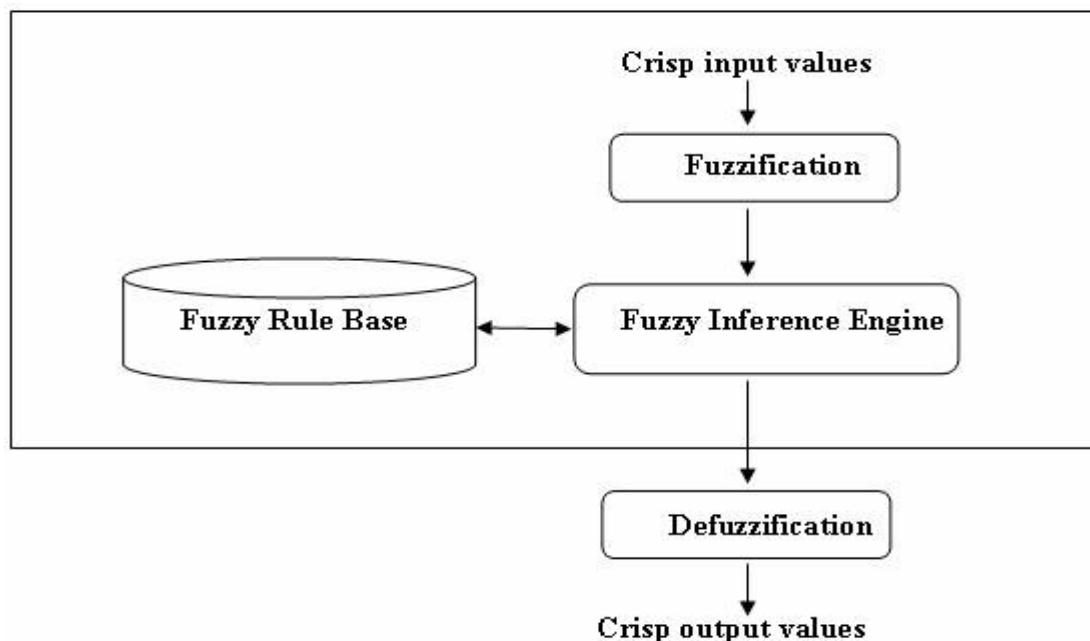 Crisp input values
Fuzzification
Fuzzy Rule Base
Fuzzy Inference Engine
Defuzzification
Crisp output values